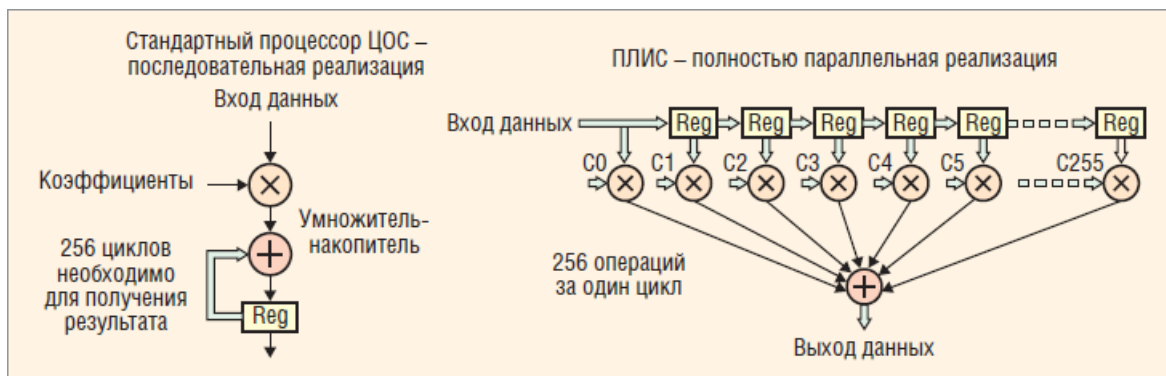 Стандартный процессор ЦОС –
последовательная реализация
Вход данных
Коэффициенты
Умножитель-
накопитель
256 циклов
необходимо
для получения
результата
Reg
ПЛИС – полностью параллельная реализация
Вход данных
Reg Reg Reg Reg Reg Reg
C0 C1 C2 C3 C4 C5 C255
256 операций
за один цикл
Выход данных